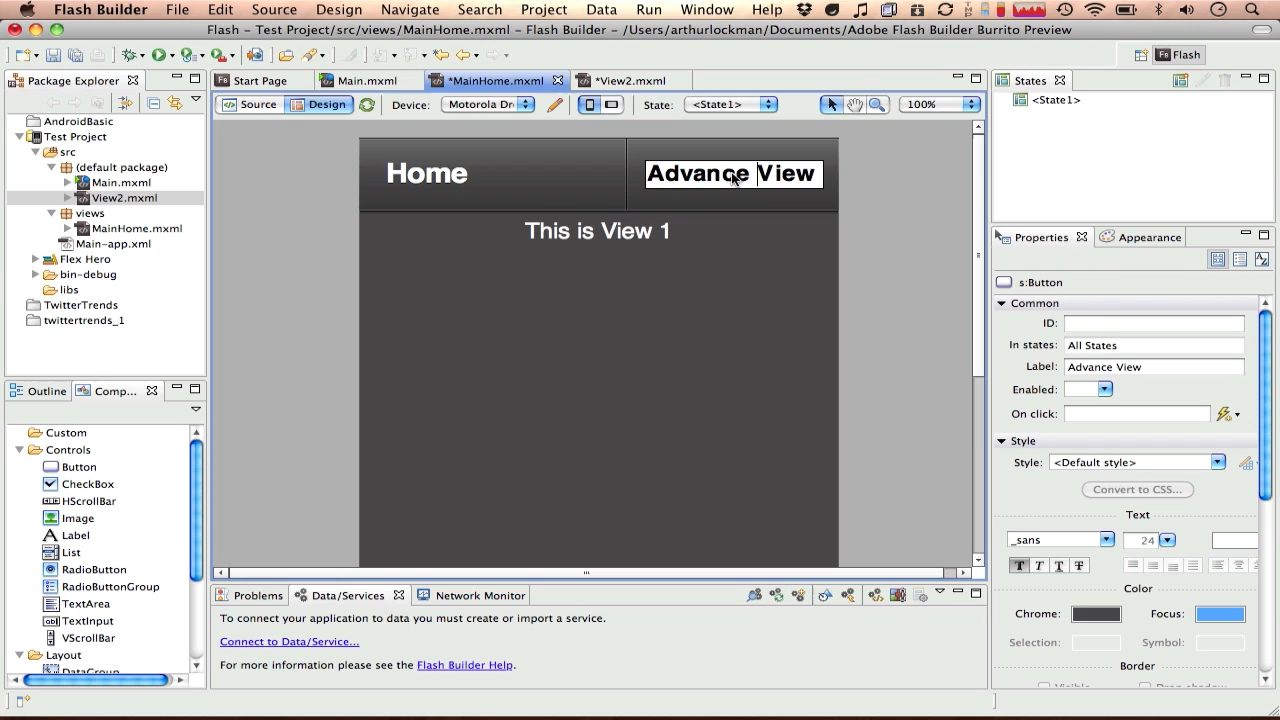 Flash Builder File Edit Source Design Navigate Search Project Data Run Window Help
Flash - Test Project/src/views/MainHome.mxml - Flash Builder - /Users/arthurlockman/Documents/Adobe Flash Builder Burrito Preview
Flash
Package Explorer
Start Page Main.mxml *MainHome.mxml *View2.mxml
States
Source Design Device: Motorola Dr State: <State1> 100%
<State1>
AndroidBasic
Test Project
src
(default package)
Main.mxml
View2.mxml
views
MainHome.mxml
Main-app.xml
Flex Hero
bin-debug
libs
TwitterTrends
twittertrends_1
Home Advance View
This is View 1
Outline Comp...
Custom
Controls
Button
CheckBox
HScrollBar
Image
Label
List
RadioButton
RadioButtonGroup
TextArea
TextInput
VScrollBar
Layout
DataGroup
Problems Data/Services Network Monitor
To connect your application to data you must create or import a service.
Connect to Data/Service...
For more information please see the Flash Builder Help.
Properties Appearance
s:Button
Common
ID:
In states: All States
Label: Advance View
Enabled:
On click:
Style
Style: <Default style>
Convert to CSS...
Text
_sans 24
T T T T
Color
Chrome: Focus:
Selection: Symbol:
Border
Visible Drop shadow